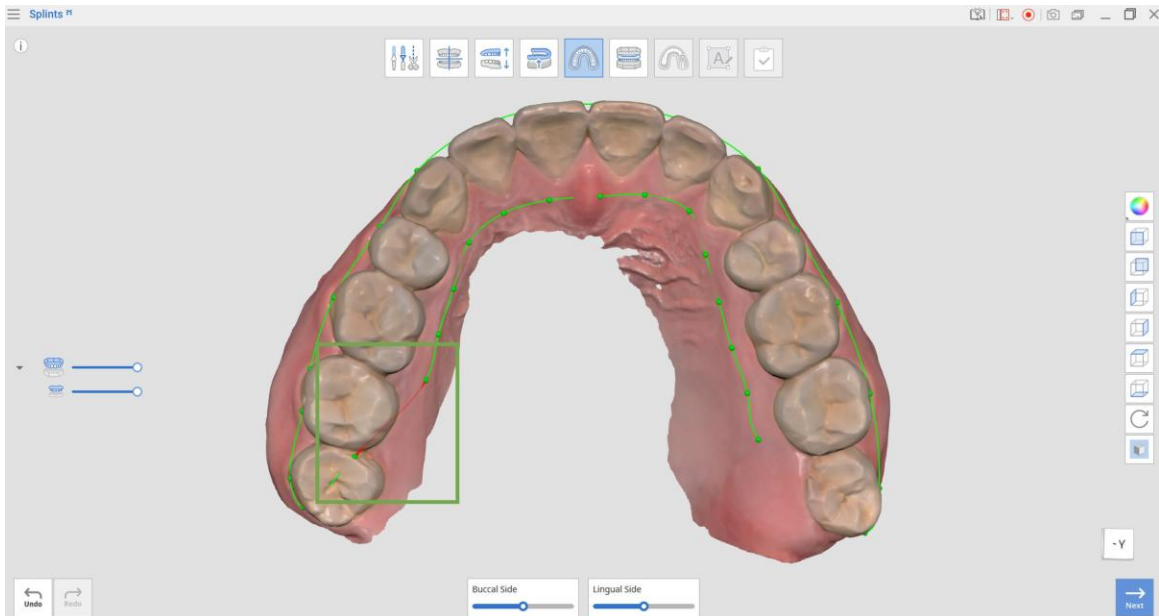 Splints
A
Buccal Side
Lingual Side
Undo
Redo
Next
- Y